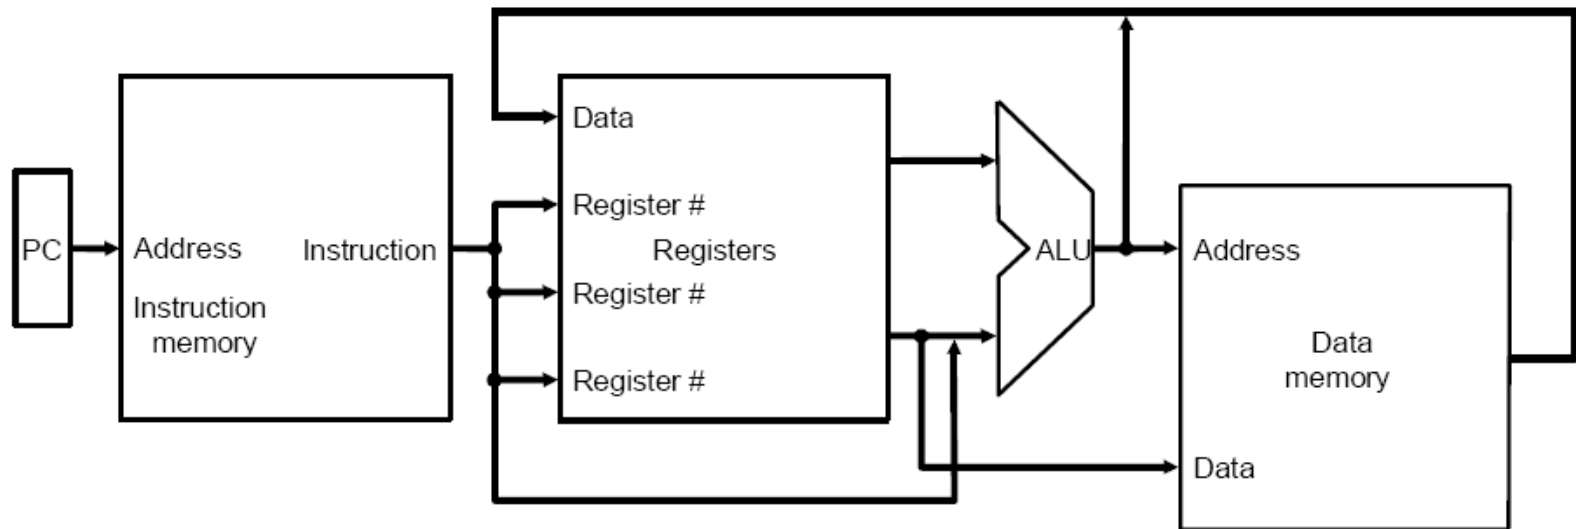 PC
Address
Instruction
Instruction
memory
Data
Register #
Registers
Register #
Register #
ALU
Address
Data
memory
Data